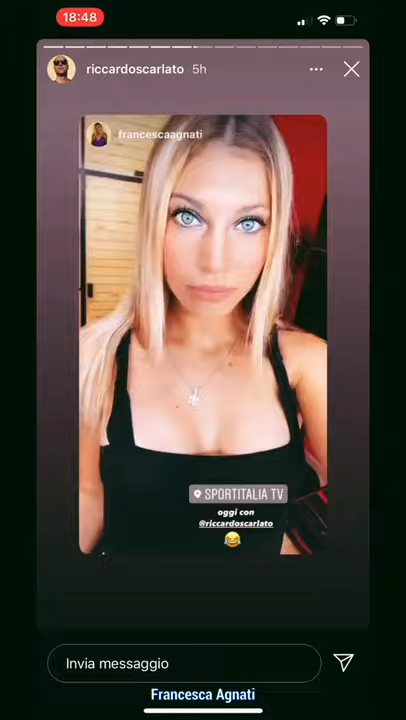 18:48
riccardoscarlato 5h
francescaagnati
SPORTITALIA TV
oggi con
@riccardoscarlato
Invia messaggio
Francesca Agnati